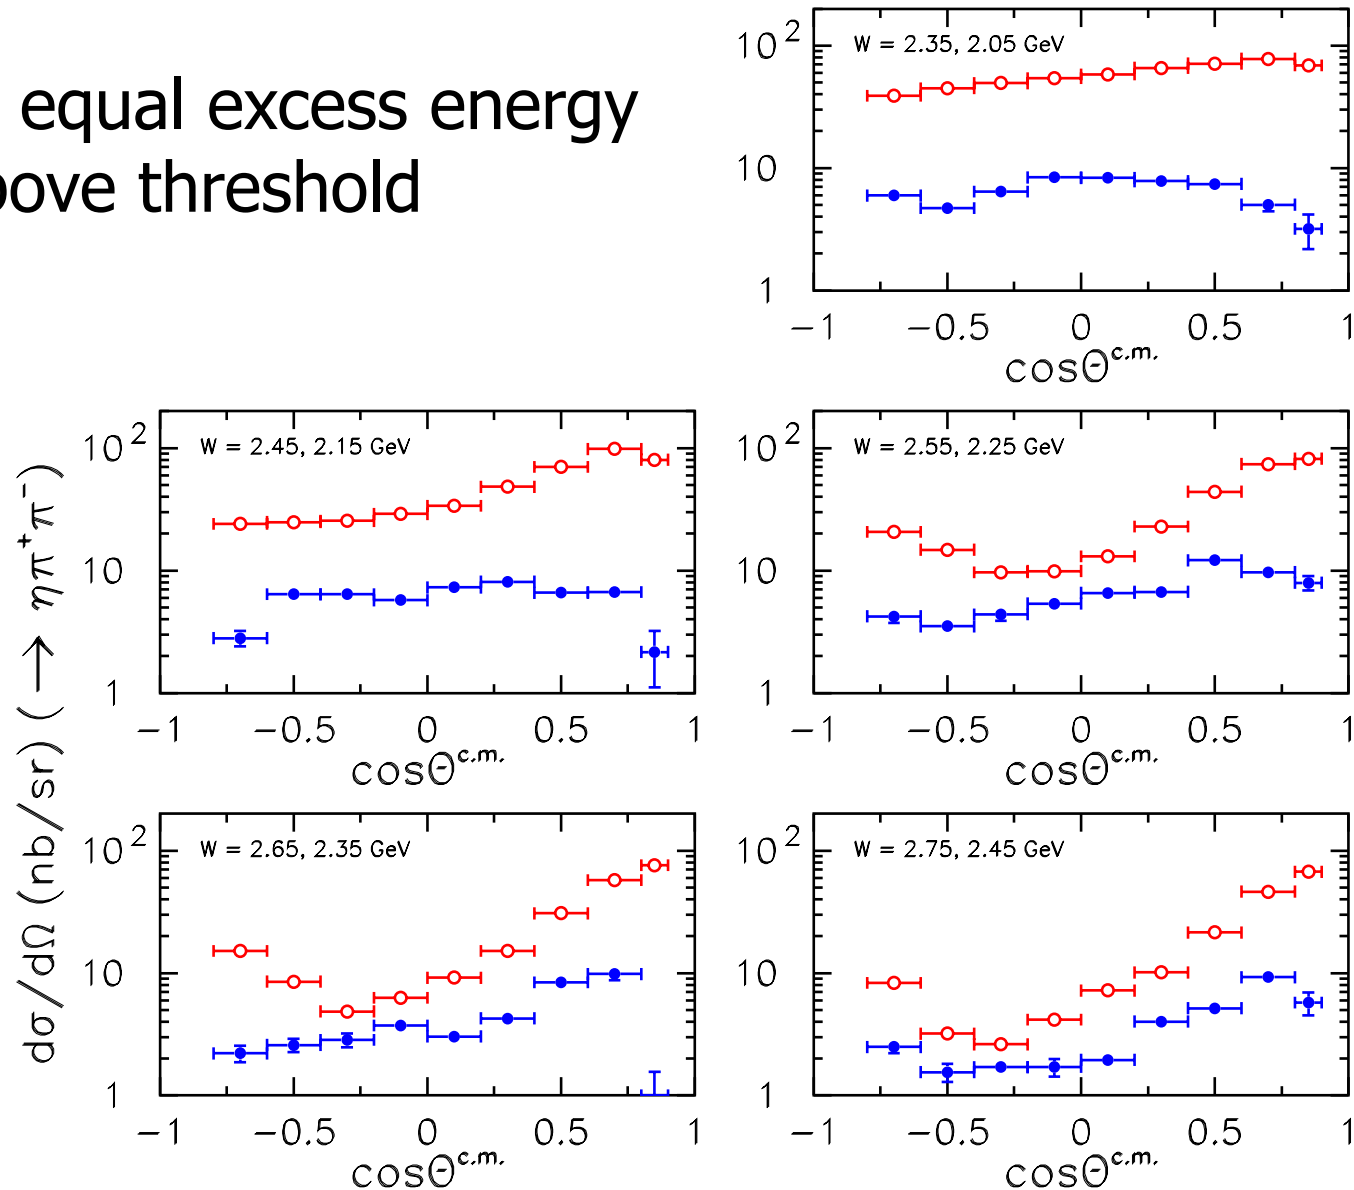 equal excess energy
threshold
10²
10
1
W = 2.35, 2.05 GeV
−1 −0.5 0 0.5 1
cosΘ^c.m.
dσ/dΩ (nb/sr) (⟶ ηπ⁺π⁻)
10²
10
1
W = 2.45, 2.15 GeV
−1 −0.5 0 0.5 1
cosΘ^c.m.
10²
10
1
W = 2.55, 2.25 GeV
−1 −0.5 0 0.5 1
cosΘ^c.m.
10²
10
1
W = 2.65, 2.35 GeV
−1 −0.5 0 0.5 1
cosΘ^c.m.
10²
10
1
W = 2.75, 2.45 GeV
−1 −0.5 0 0.5 1
cosΘ^c.m.